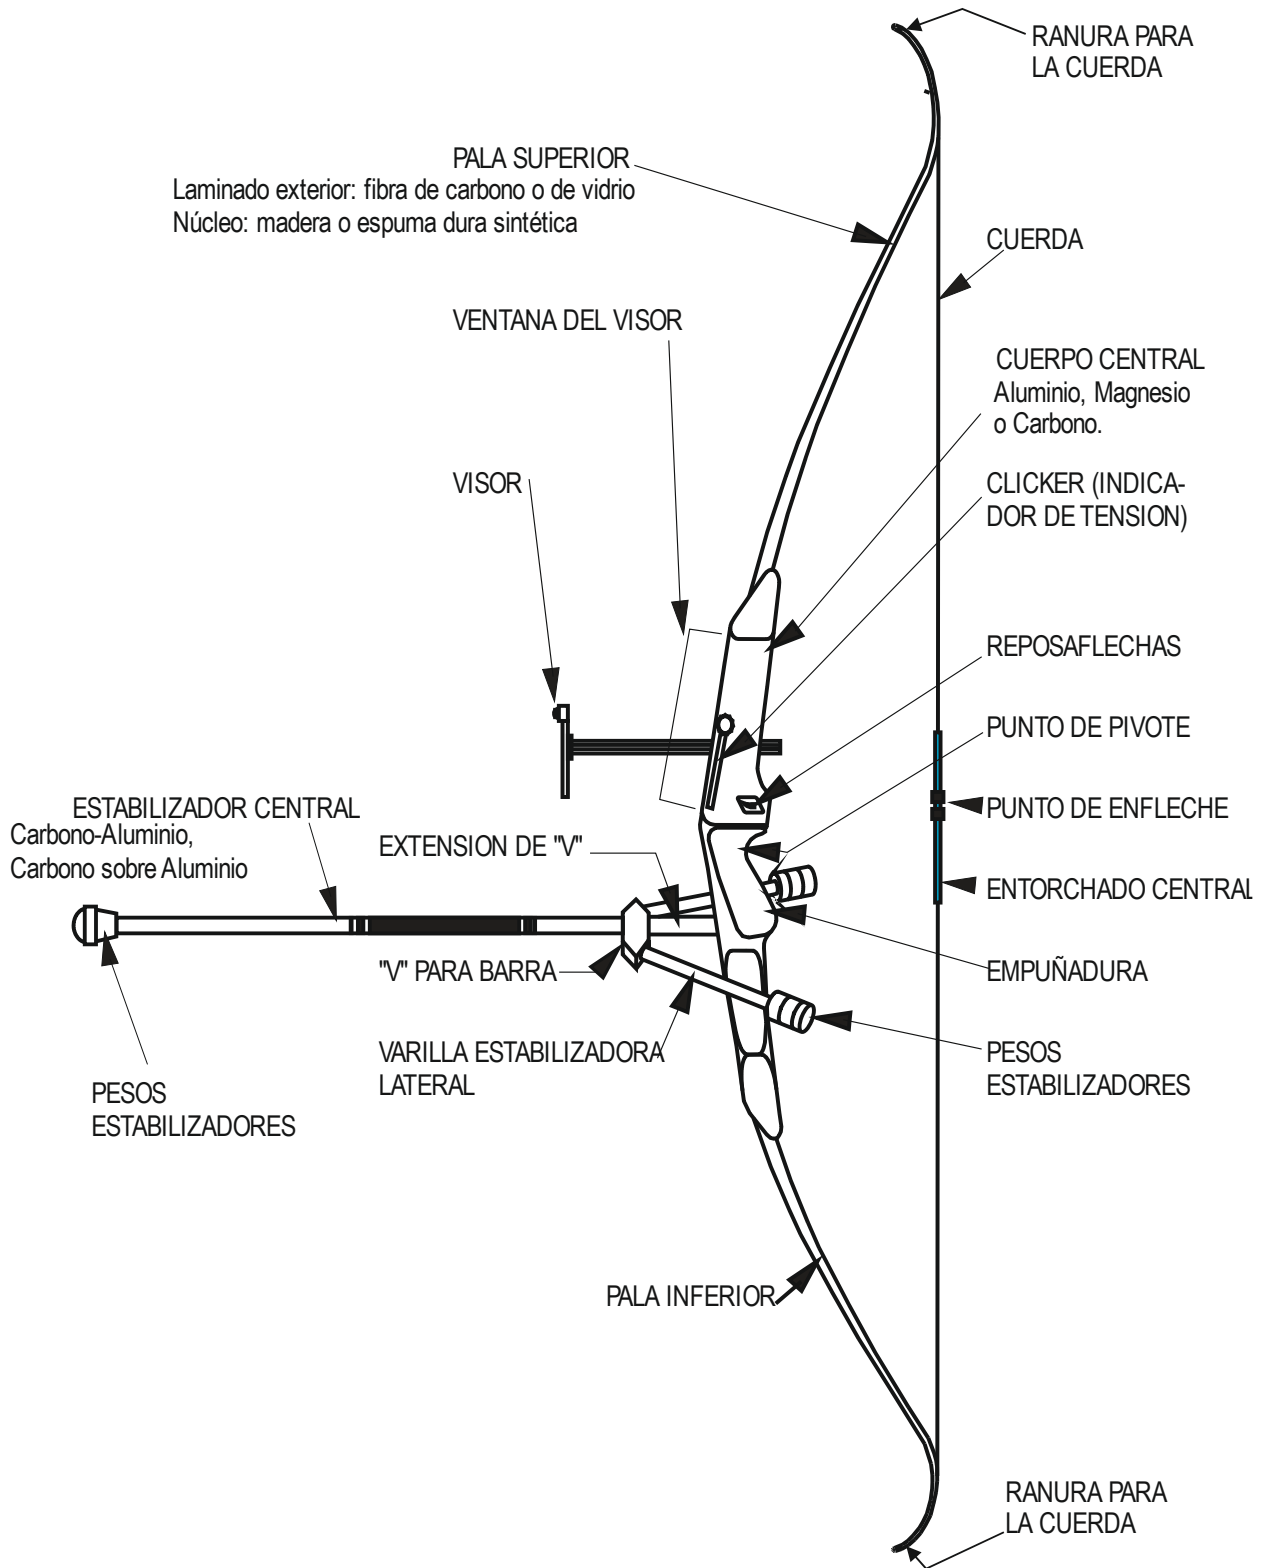 RANURA PARA
LA CUERDA
PALA SUPERIOR
Laminado exterior: fibra de carbono o de vidrio
Núcleo: madera o espuma dura sintética
CUERDA
VENTANA DEL VISOR
CUERPO CENTRAL
Aluminio, Magnesio
o Carbono.
VISOR
CLICKER (INDICA-
DOR DE TENSION)
REPOSAFLECHAS
PUNTO DE PIVOTE
ESTABILIZADOR CENTRAL
Carbono-Aluminio,
Carbono sobre Aluminio
PUNTO DE ENFLECHE
EXTENSION DE "V"
ENTORCHADO CENTRAL
"V" PARA BARRA
EMPUÑADURA
VARILLA ESTABILIZADORA
LATERAL
PESOS
ESTABILIZADORES
PESOS
ESTABILIZADORES
PALA INFERIOR
RANURA PARA
LA CUERDA